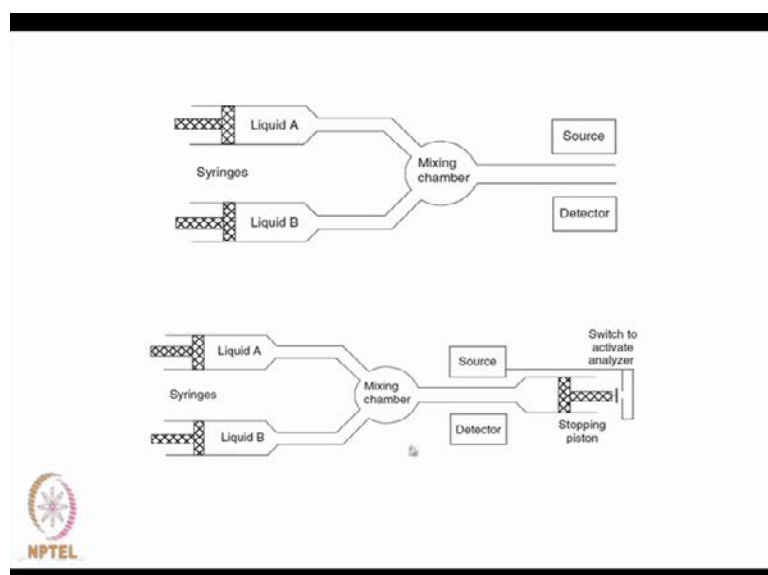 Liquid A
Source
Syringes
Mixing
chamber
Liquid B
Detector
Switch to
activate
analyzer
Liquid A
Source
Syringes
Mixing
chamber
Stopping
piston
Liquid B
Detector
NPTEL